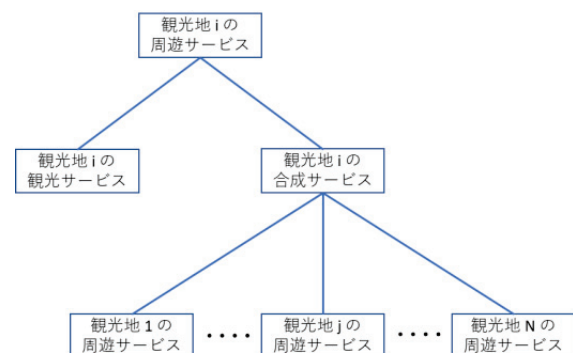 観光地 i の
周遊サービス
観光地 i の
観光サービス
観光地 i の
合成サービス
観光地 1 の
周遊サービス
‥‥
観光地 j の
周遊サービス
‥‥
観光地 N の
周遊サービス